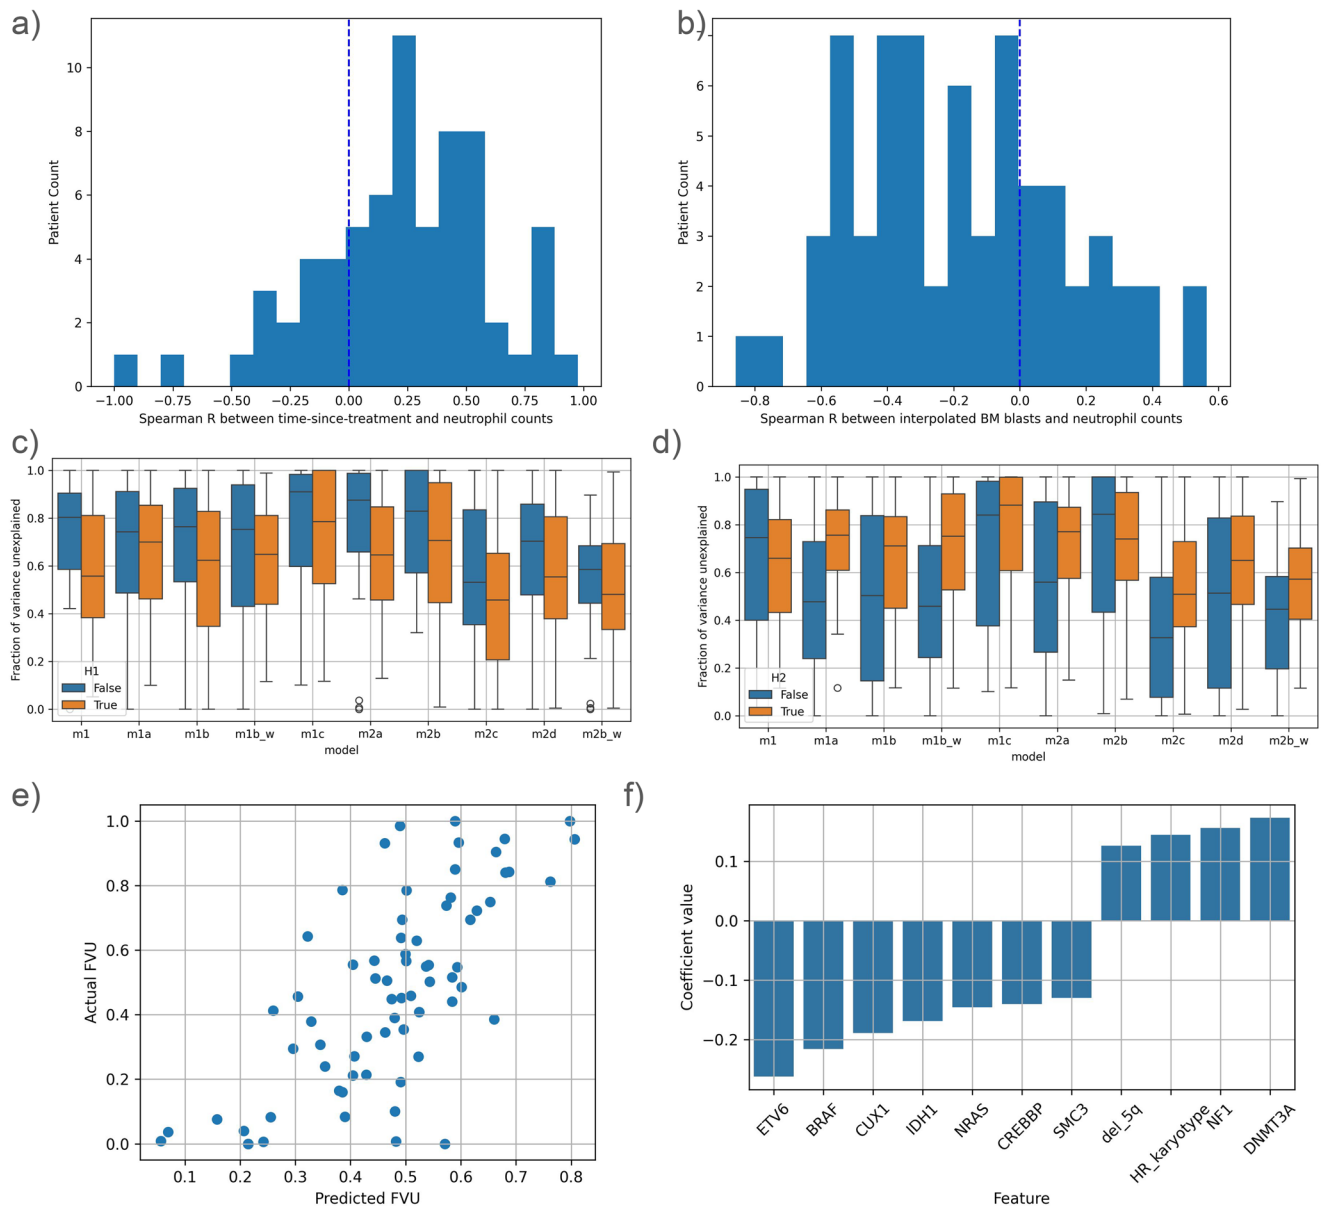 a)
Patient Count
10
8
6
4
2
0
−1.00 −0.75 −0.50 −0.25 0.00 0.25 0.50 0.75 1.00
Spearman R between time-since-treatment and neutrophil counts
b)
Patient Count
7
6
5
4
3
2
1
0
−0.8 −0.6 −0.4 −0.2 0.0 0.2 0.4 0.6
Spearman R between interpolated BM blasts and neutrophil counts
c)
Fraction of variance unexplained
1.0
0.8
0.6
0.4
0.2
0.0
H1
False
True
m1 m1a m1b m1b_w m1c m2a m2b m2c m2d m2b_w
model
d)
Fraction of variance unexplained
1.0
0.8
0.6
0.4
0.2
0.0
H2
False
True
m1 m1a m1b m1b_w m1c m2a m2b m2c m2d m2b_w
model
e)
Actual FVU
1.0
0.8
0.6
0.4
0.2
0.0
0.1 0.2 0.3 0.4 0.5 0.6 0.7 0.8
Predicted FVU
f)
Coefficient value
0.1
0.0
−0.1
−0.2
ETV6 BRAF CUX1 IDH1 NRAS CREBBP SMC3 del_5q HR_karyotype NF1 DNMT3A
Feature